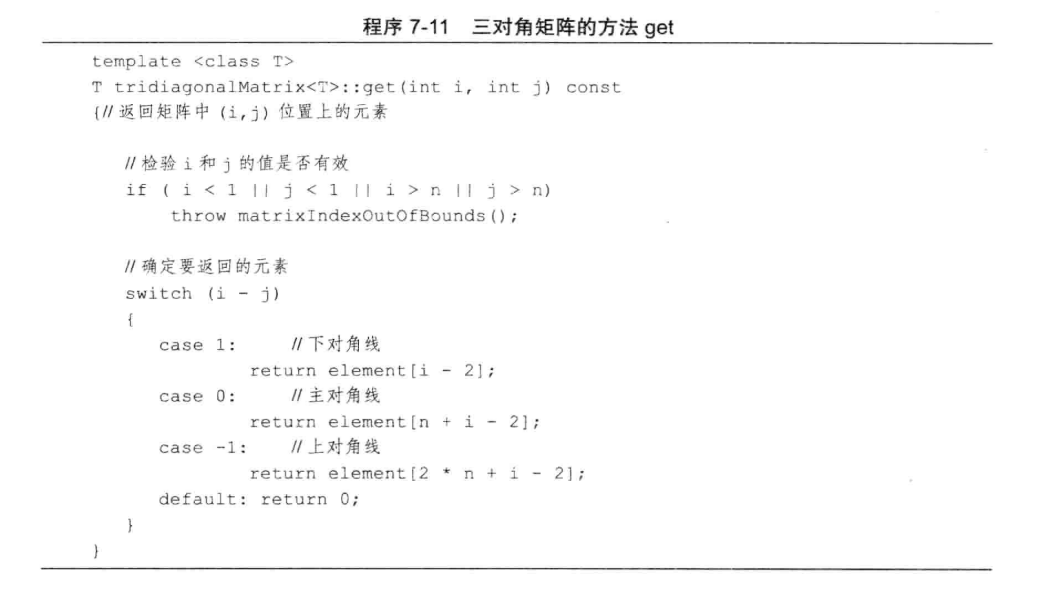 程序 7-11 三对角矩阵的方法 get
template <class T>
T tridiagonalMatrix<T>::get(int i, int j) const
{// 返回矩阵中 (i,j) 位置上的元素
// 检验 i 和 j 的值是否有效
if ( i < 1 || j < 1 || i > n || j > n)
throw matrixIndexOutOfBounds();
// 确定要返回的元素
switch (i - j)
{
case 1: // 下对角线
return element[i - 2];
case 0: // 主对角线
return element[n + i - 2];
case -1: // 上对角线
return element[2 * n + i - 2];
default: return 0;
}
}